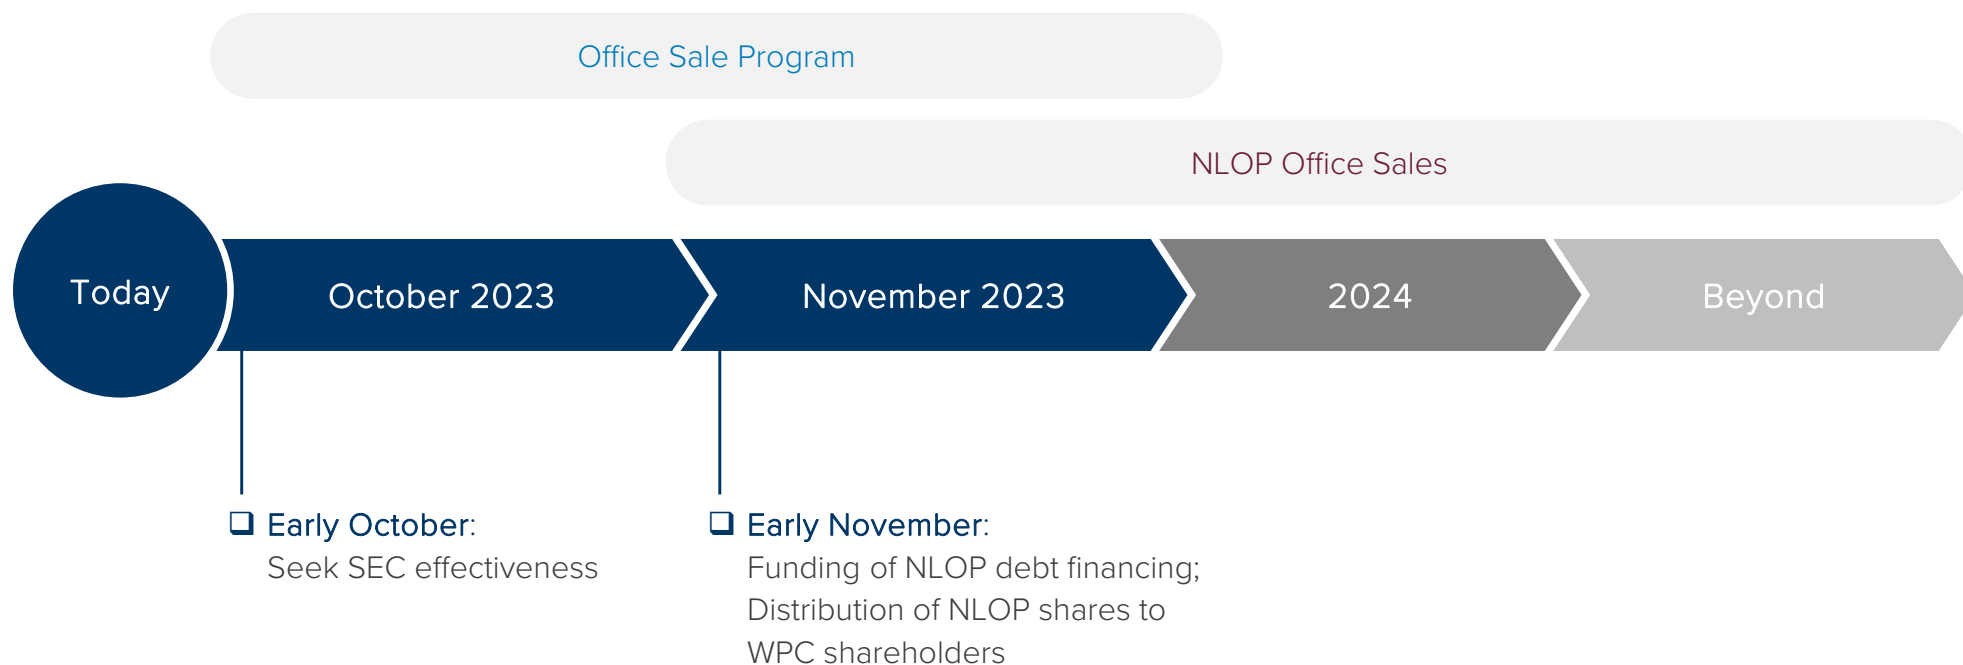 Office Sale Program
NLOP Office Sales
Today
October 2023
November 2023
2024
Beyond
Early October:
Seek SEC effectiveness
Early November:
Funding of NLOP debt financing;
Distribution of NLOP shares to
WPC shareholders